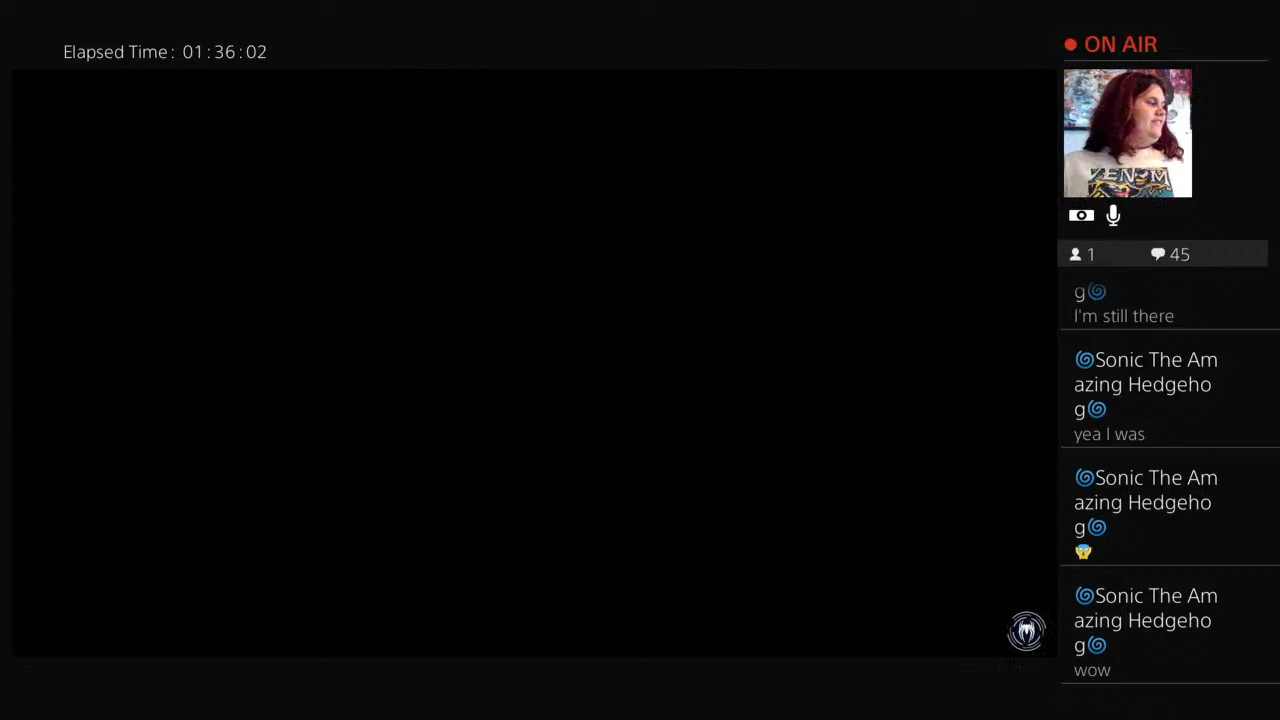 Elapsed Time: 01:36:02
ON AIR
VENOM
1 45
g🌀
I'm still there
🌀Sonic The Am
azing Hedgeho
g🌀
yea I was
🌀Sonic The Am
azing Hedgeho
g🌀
😱
🌀Sonic The Am
azing Hedgeho
g🌀
wow